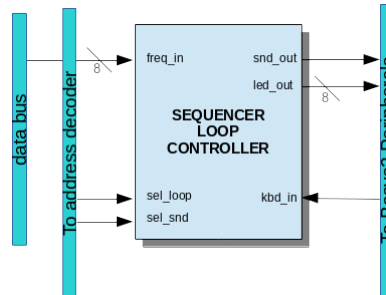 data bus
To address decoder
freq_in
8
sel_loop
sel_snd
SEQUENCER
LOOP
CONTROLLER
snd_out
led_out
8
kbd_in